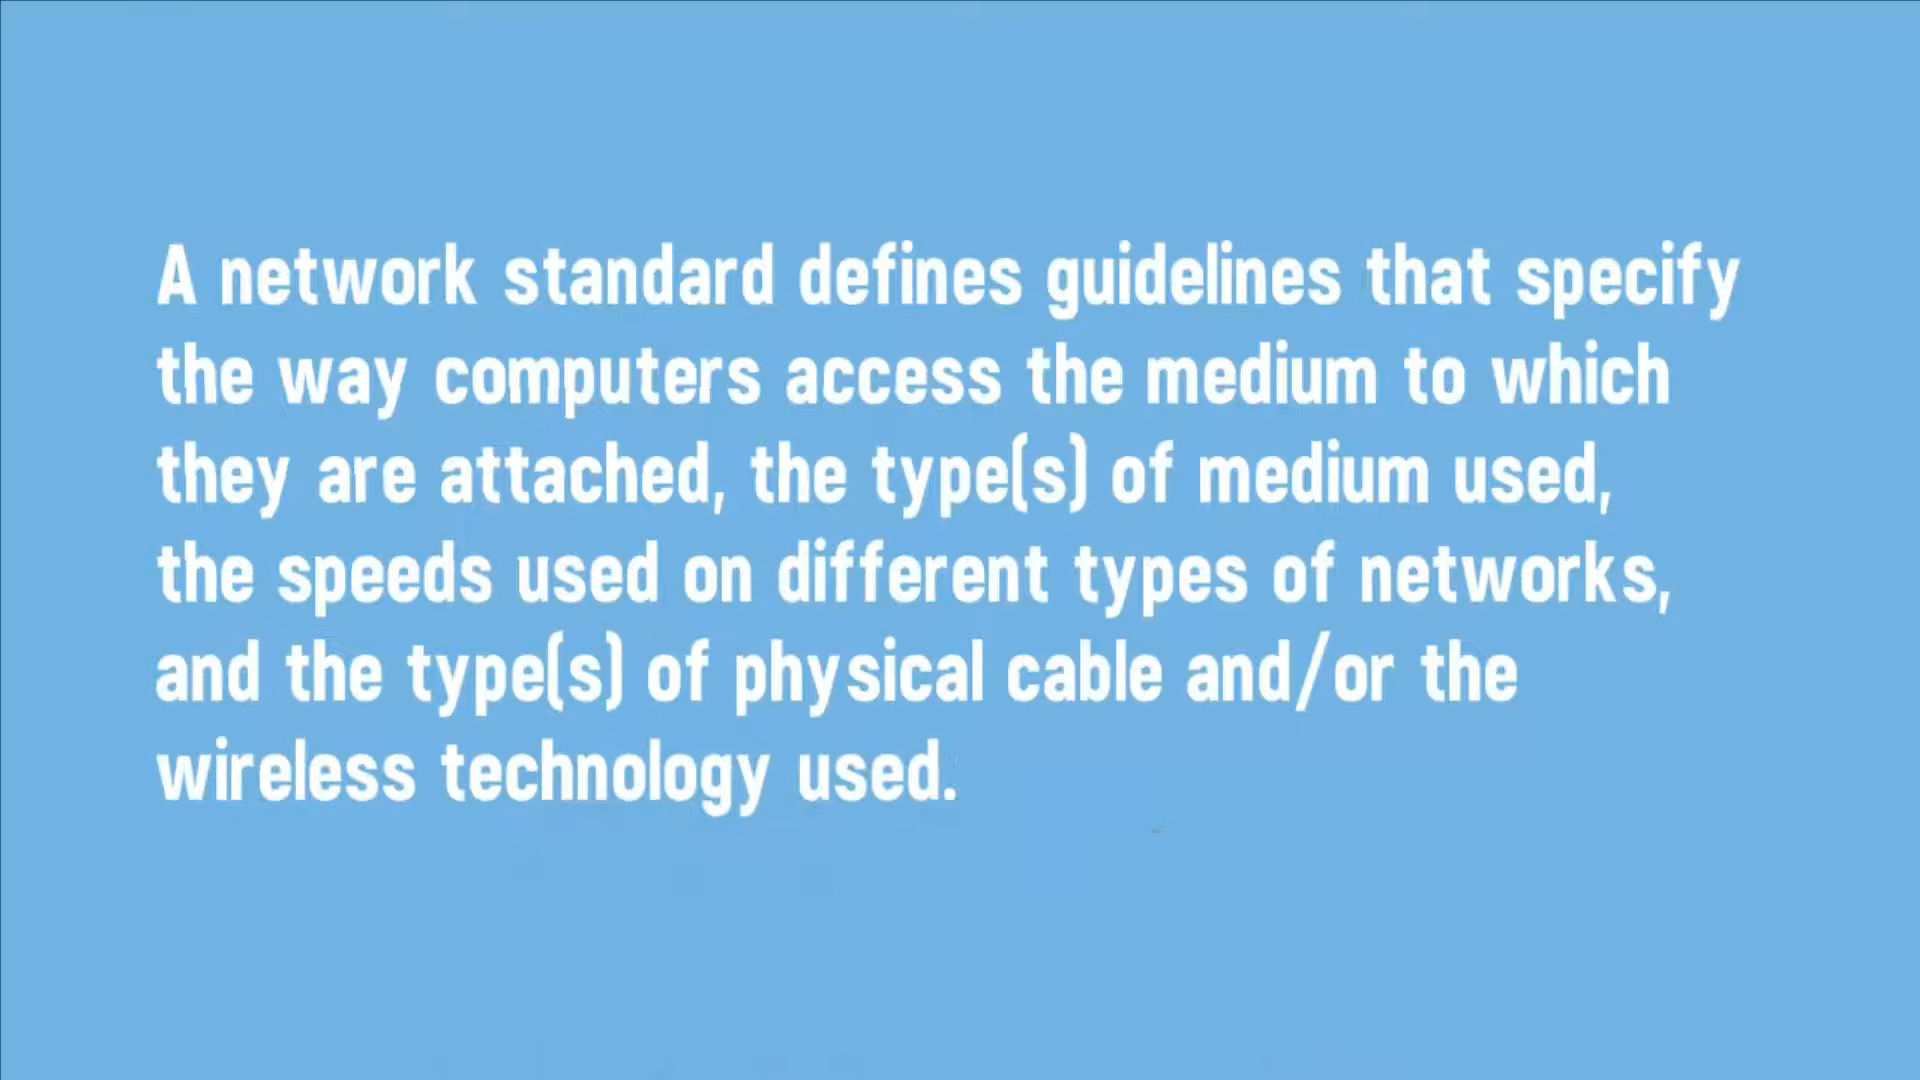 A network standard defines guidelines that specify
the way computers access the medium to which
they are attached, the type(s) of medium used,
the speeds used on different types of networks,
and the type(s) of physical cable and/or the
wireless technology used.